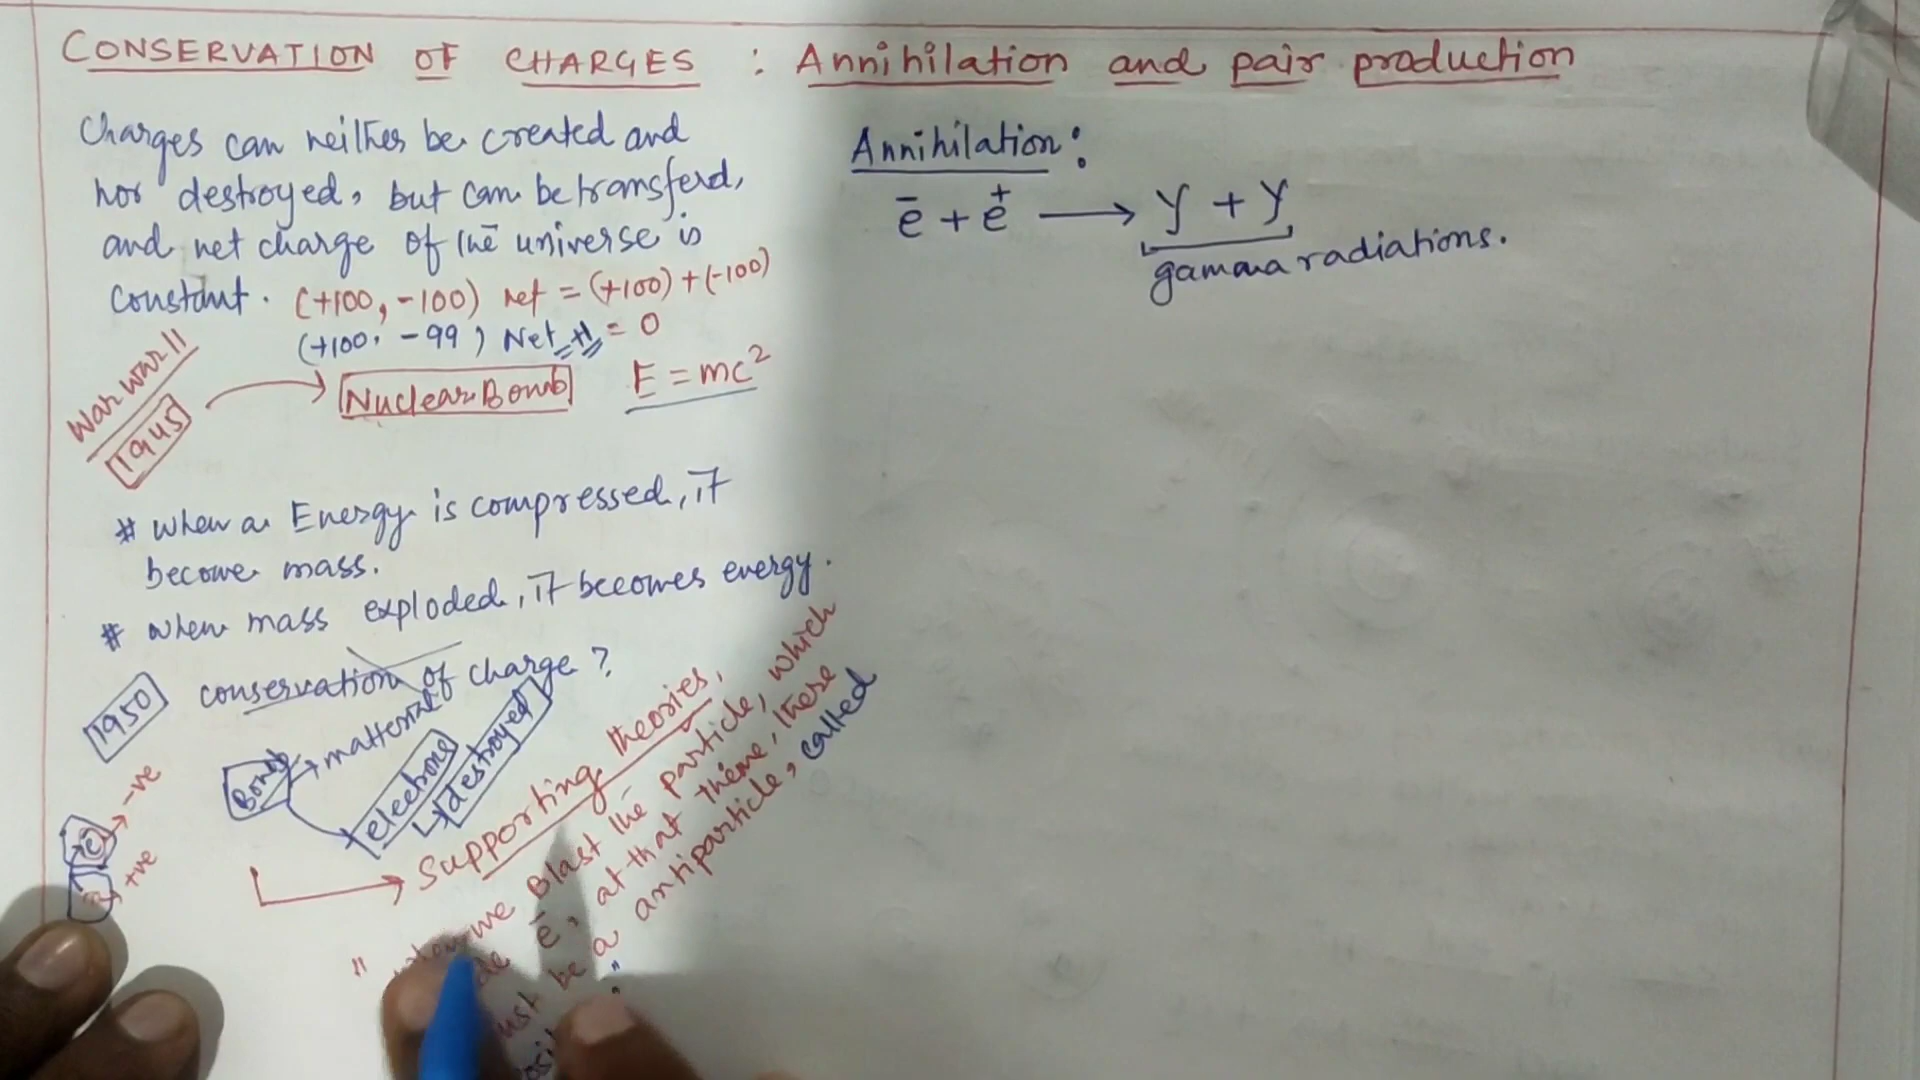 CONSERVATION OF CHARGES : Annihilation and pair production
Charges can neither be created and
nor destroyed, but can be transferd,
and net charge of the universe is
Constant. (+100, -100) net = (+100) + (-100)
(+100, -99) Net +1 = 0
War war II
1945
Nuclear Bomb
E = mc²
# When a Energy is compressed, it
become mass.
# when mass exploded, it becomes energy.
1950
conservation of charge ?
Bomb
matterial
electrons
destroyed
-ve
+ve
e
Supporting theories,
" we Blast the particle, which
e⁻, at that theme, there
be a antiparticle, called
"
Annihilation :
e⁻ + e⁺ → γ + γ
gamma radiations.